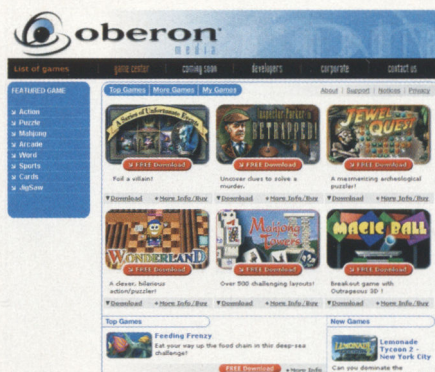 oberon
media
List of games
game center
coming soon
developers
corporate
contact us
FEATURED GAME
Action
Puzzle
Mahjong
Arcade
Word
Sports
Cards
JigSaw
Top Games | More Games | My Games
About | Support | Notices | Privacy
A Series of Unfortunate Events
FREE Download
Foil a villain!
Download
More Info/Buy
RETRAPPED!
FREE Download
Uncover clues to solve a murder.
Download
More Info/Buy
JEWEL QUEST
FREE Download
A mesmerizing archeological puzzler!
Download
More Info/Buy
WONDERLAND
FREE Download
A clever, hilarious action/puzzler!
Download
More Info/Buy
Mahjong Towers
FREE Download
Over 500 challenging layouts!
Download
More Info/Buy
MAGIC BALL
FREE Download
Breakout game with Outrageous 3D !
Download
More Info/Buy
Top Games
Feeding Frenzy
Eat your way up the food chain in this deep-sea challenge!
FREE Download
More Info
New Games
LEMONADE
Lemonade Tycoon 2 - New York City
Can you dominate the